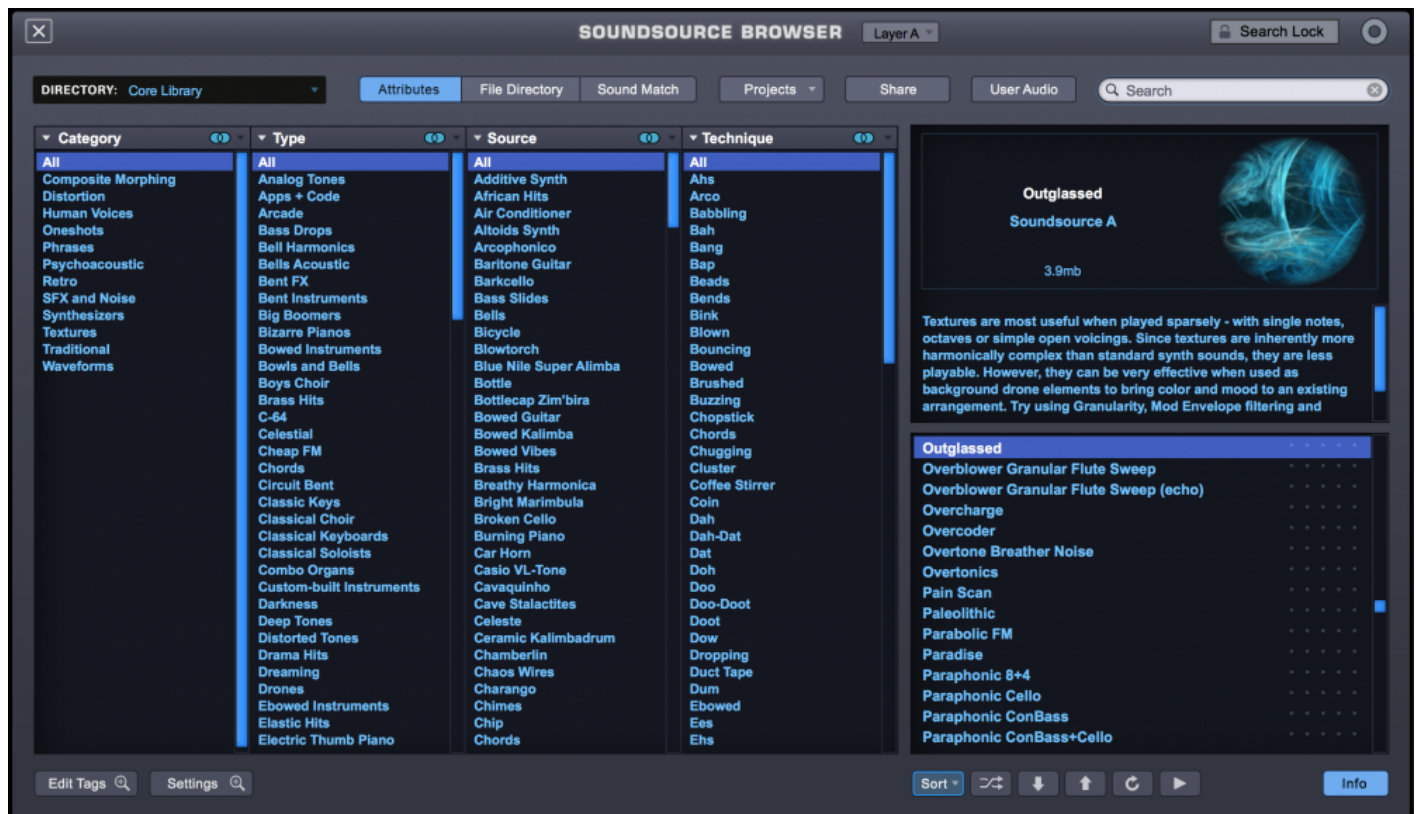 SOUNDSOURCE BROWSER
Layer A
Search Lock
DIRECTORY: Core Library
Attributes
File Directory
Sound Match
Projects
Share
User Audio
Search
Category
All
Composite Morphing
Distortion
Human Voices
Oneshots
Phrases
Psychoacoustic
Retro
SFX and Noise
Synthesizers
Textures
Traditional
Waveforms
Type
All
Analog Tones
Apps + Code
Arcade
Bass Drops
Bell Harmonics
Bells Acoustic
Bent FX
Bent Instruments
Big Boomers
Bizarre Pianos
Bowed Instruments
Bowls and Bells
Boys Choir
Brass Hits
C-64
Celestial
Cheap FM
Chords
Circuit Bent
Classic Keys
Classical Choir
Classical Keyboards
Classical Soloists
Combo Organs
Custom-built Instruments
Darkness
Deep Tones
Distorted Tones
Drama Hits
Dreaming
Drones
Ebowed Instruments
Elastic Hits
Electric Thumb Piano
Source
All
Additive Synth
African Hits
Air Conditioner
Altoids Synth
Arcophonico
Baritone Guitar
Barkcello
Bass Slides
Bells
Bicycle
Blowtorch
Blue Nile Super Alimba
Bottle
Bottlecap Zim'bira
Bowed Guitar
Bowed Kalimba
Bowed Vibes
Brass Hits
Breathy Harmonica
Bright Marimbula
Broken Cello
Burning Piano
Car Horn
Casio VL-Tone
Cavaquinho
Cave Stalactites
Celeste
Ceramic Kalimbadrum
Chamberlin
Chaos Wires
Charango
Chimes
Chip
Chords
Technique
All
Ahs
Arco
Babbling
Bah
Bang
Bap
Beads
Bends
Bink
Blown
Bouncing
Bowed
Brushed
Buzzing
Chopstick
Chords
Chugging
Cluster
Coffee Stirrer
Coin
Dah
Dah-Dat
Dat
Doh
Doo
Doo-Doot
Doot
Dow
Dropping
Duct Tape
Dum
Ebowed
Ees
Ehs
Outglassed
Soundsource A
3.9mb
Textures are most useful when played sparsely - with single notes,
octaves or simple open voicings. Since textures are inherently more
harmonically complex than standard synth sounds, they are less
playable. However, they can be very effective when used as
background drone elements to bring color and mood to an existing
arrangement. Try using Granularity, Mod Envelope filtering and
Outglassed
Overblower Granular Flute Sweep
Overblower Granular Flute Sweep (echo)
Overcharge
Overcoder
Overtone Breather Noise
Overtonics
Pain Scan
Paleolithic
Parabolic FM
Paradise
Paraphonic 8+4
Paraphonic Cello
Paraphonic ConBass
Paraphonic ConBass+Cello
Edit Tags
Settings
Sort
Info